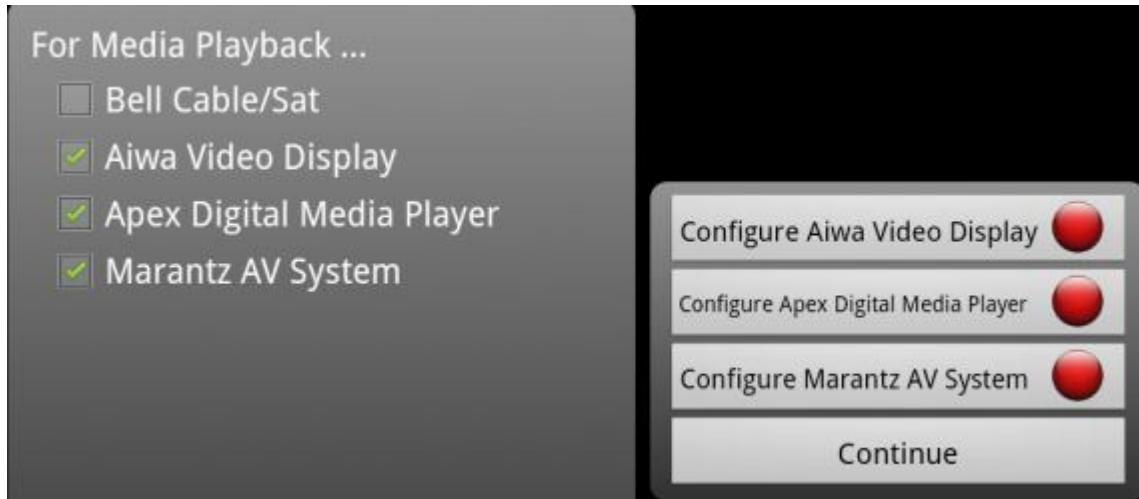 For Media Playback ...
Bell Cable/Sat
Aiwa Video Display
Apex Digital Media Player
Marantz AV System
Configure Aiwa Video Display
Configure Apex Digital Media Player
Configure Marantz AV System
Continue